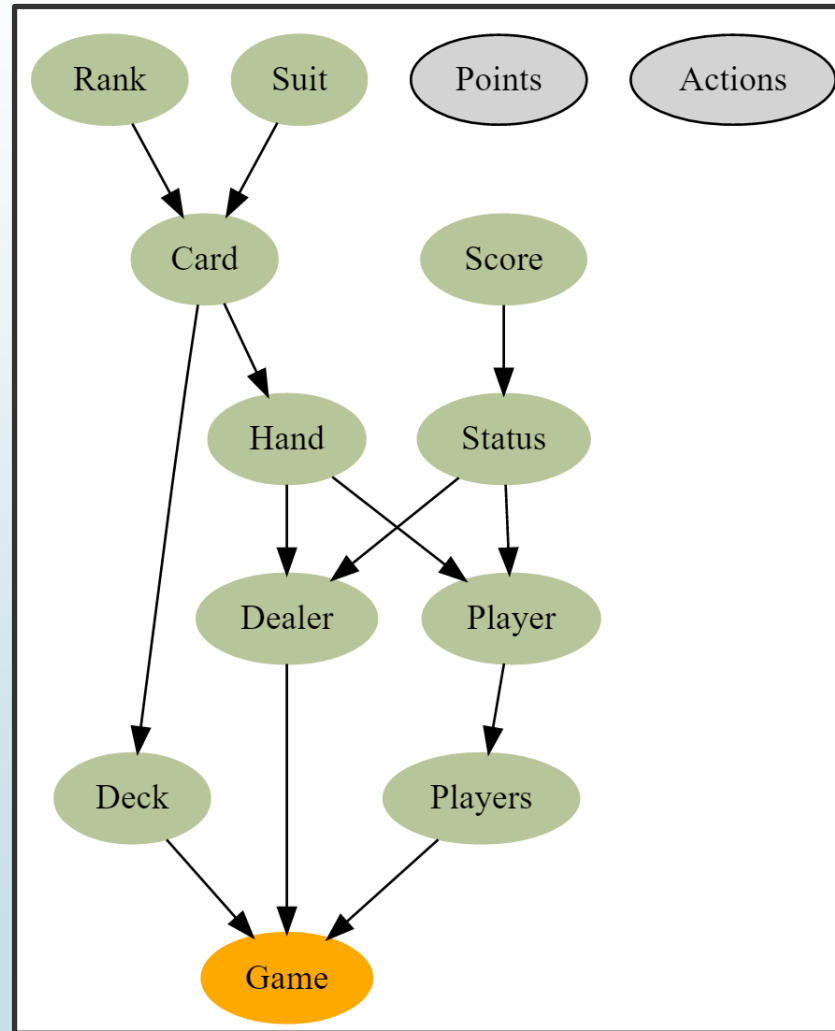 Rank
Suit
Points
Actions
Card
Score
Hand
Status
Dealer
Player
Deck
Players
Game